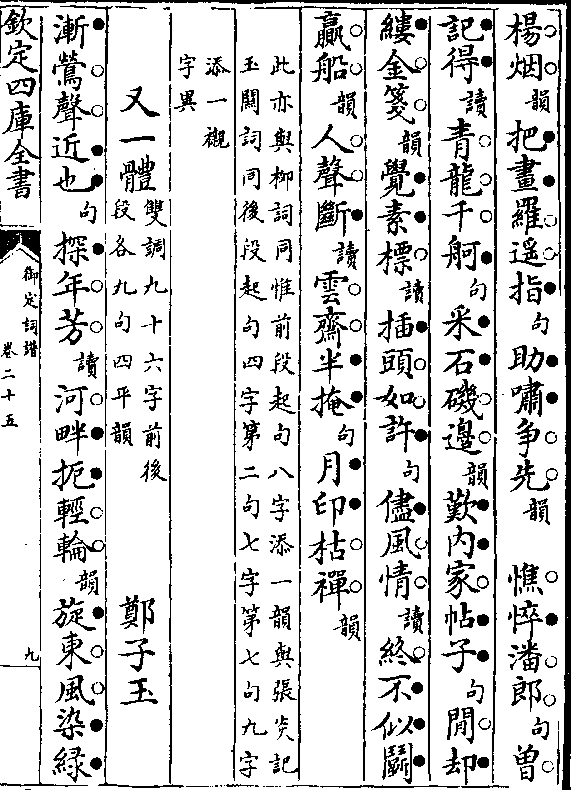 楊烟韻把畫羅遥指句助嘯争先韻　憔悴潘郎句曽
記得讀青龍千舸句采石磯邊韻歎内家帖子句閒却
縷金箋韻覺素標讀插頭如許句儘風情讀終不似鬬
贏船韻人聲斷讀雲齋半掩句月印枯禪韻
此亦與柳詞同惟前段起句八字添一韻與張炎記
玉關詞同後段起句四字第二句七字第七句九字
添一襯
字異
又一體雙調九十六字前後
段各九句四平韻
鄭子玉
漸鶯聲近也句探年芳讀河畔扼輕輪韻旋東風染緑
欽定四庫全書
御定詞譜
卷二十五
九